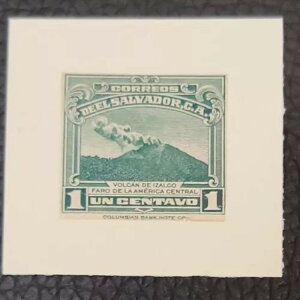 CORREOS
DE EL SALVADOR, C.A.
VOLCAN DE IZALCO
FARO DE LA AMÉRICA CENTRAL
1 UN CENTAVO 1
COLUMBIAN BANK NOTE CO.